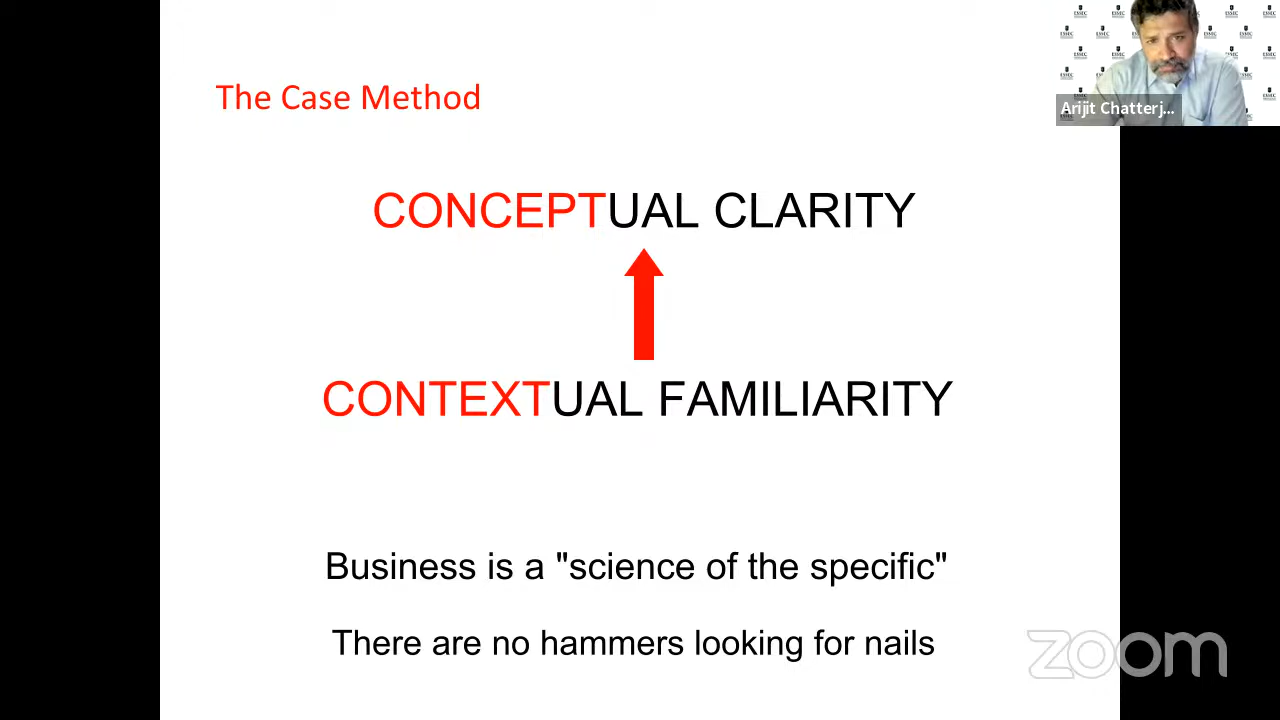 The Case Method
Arijit Chatterj...
CONCEPTUAL CLARITY
CONTEXTUAL FAMILIARITY
Business is a "science of the specific"
There are no hammers looking for nails
zoom
ESSEC